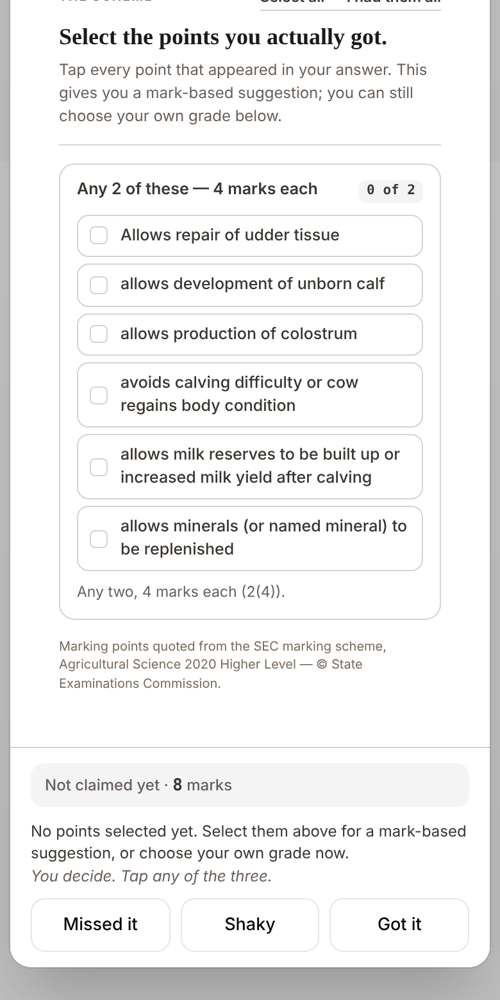 Select the points you actually got.
Tap every point that appeared in your answer. This
gives you a mark-based suggestion; you can still
choose your own grade below.
Any 2 of these — 4 marks each
0 of 2
Allows repair of udder tissue
allows development of unborn calf
allows production of colostrum
avoids calving difficulty or cow
regains body condition
allows milk reserves to be built up or
increased milk yield after calving
allows minerals (or named mineral) to
be replenished
Any two, 4 marks each (2(4)).
Marking points quoted from the SEC marking scheme,
Agricultural Science 2020 Higher Level — © State
Examinations Commission.
Not claimed yet · 8 marks
No points selected yet. Select them above for a mark-based
suggestion, or choose your own grade now.
You decide. Tap any of the three.
Missed it
Shaky
Got it